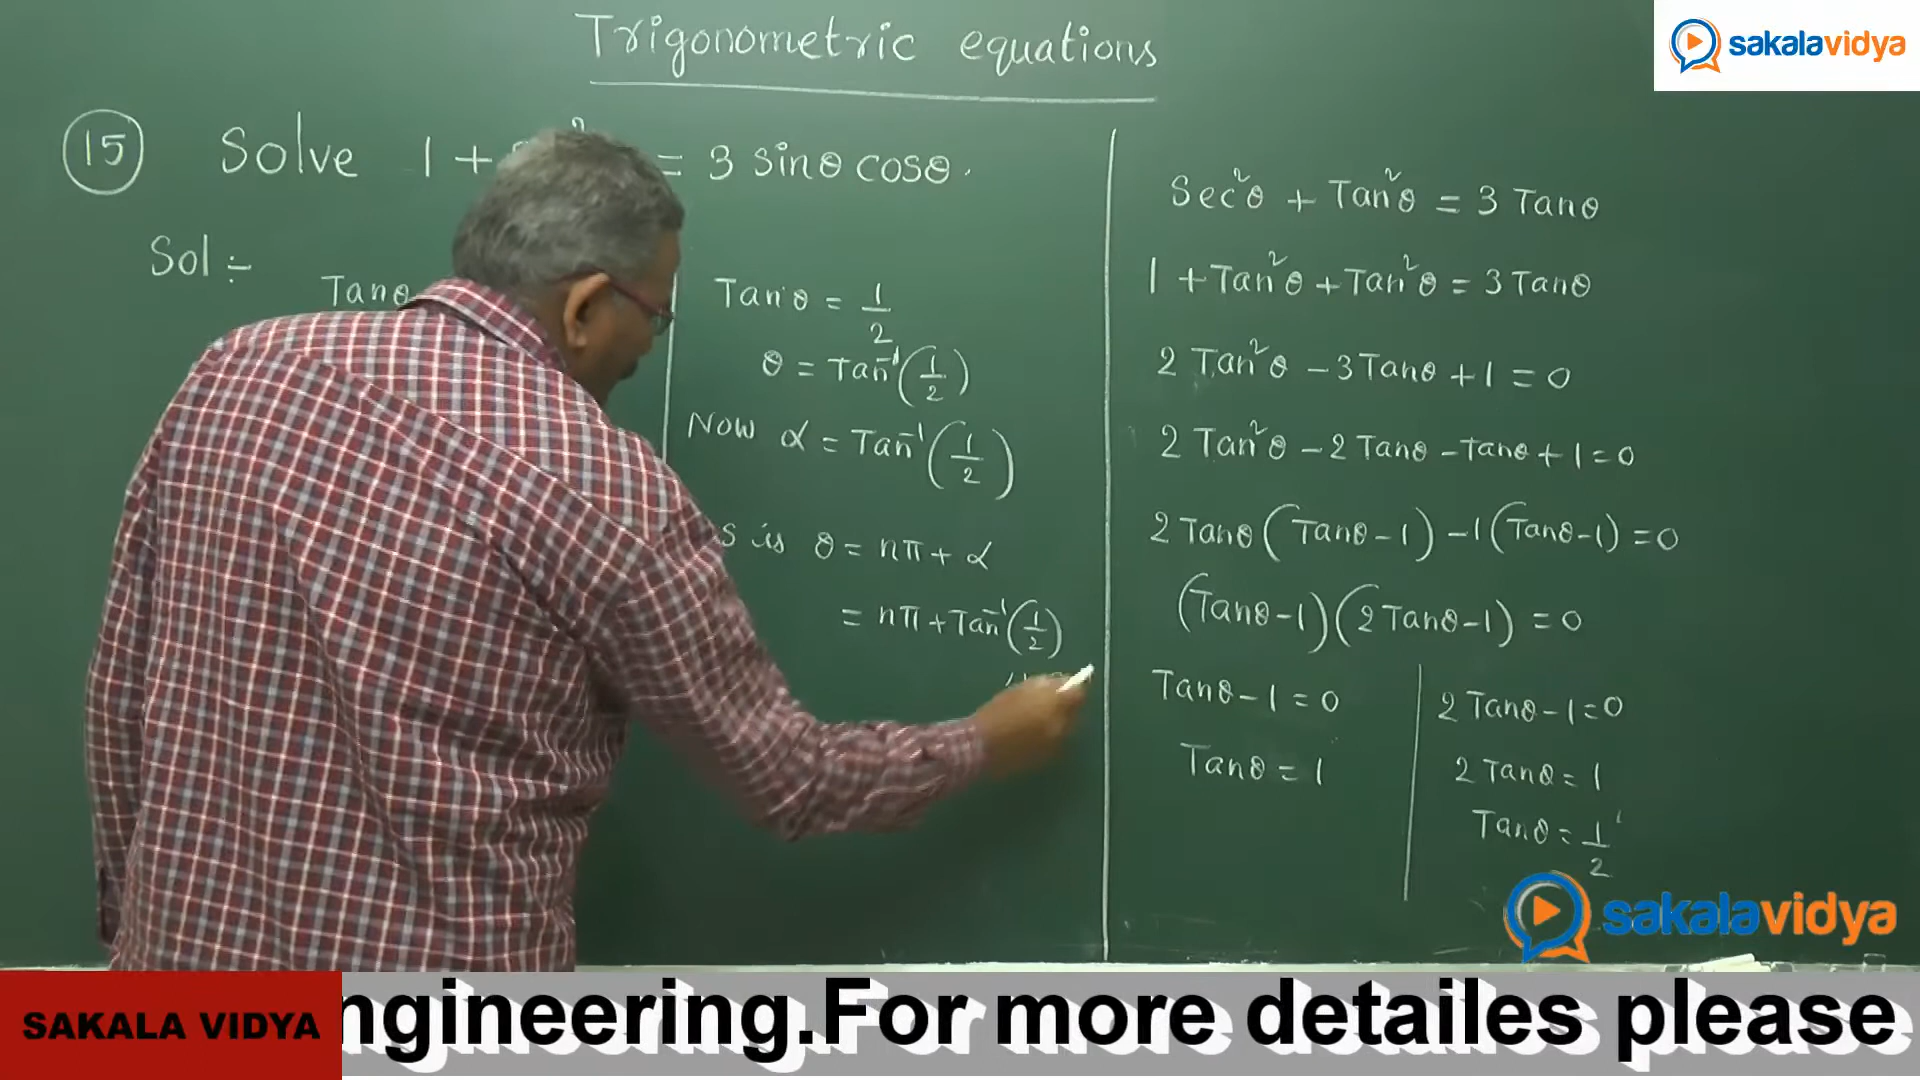 Trigonometric equations
sakalavidya
15 Solve 1 + ² = 3 sinθ cosθ.
Sol :-
Tanθ
Tanθ = 1/2
θ = Tan⁻¹(1/2)
Now α = Tan⁻¹(1/2)
S is θ = nπ + α
= nπ + Tan⁻¹(1/2)
Sec²θ + Tan²θ = 3 Tanθ
1 + Tan²θ + Tan²θ = 3 Tanθ
2 Tan²θ - 3 Tanθ + 1 = 0
2 Tan²θ - 2 Tanθ - Tanθ + 1 = 0
2 Tanθ (Tanθ - 1) - 1 (Tanθ - 1) = 0
(Tanθ - 1) (2 Tanθ - 1) = 0
Tanθ - 1 = 0
Tanθ = 1
2 Tanθ - 1 = 0
2 Tanθ = 1
Tanθ = 1/2
sakalavidya
SAKALA VIDYA
ngineering.For more detailes please